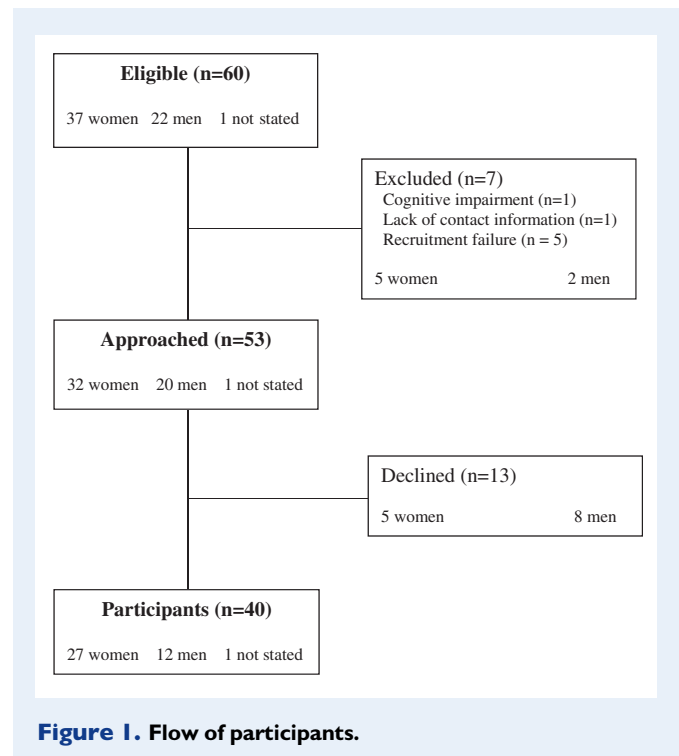 Eligible (n=60)
37 women 22 men 1 not stated
Excluded (n=7)
Cognitive impairment (n=1)
Lack of contact information (n=1)
Recruitment failure (n = 5)
5 women 2 men
Approached (n=53)
32 women 20 men 1 not stated
Declined (n=13)
5 women 8 men
Participants (n=40)
27 women 12 men 1 not stated
Figure 1. Flow of participants.